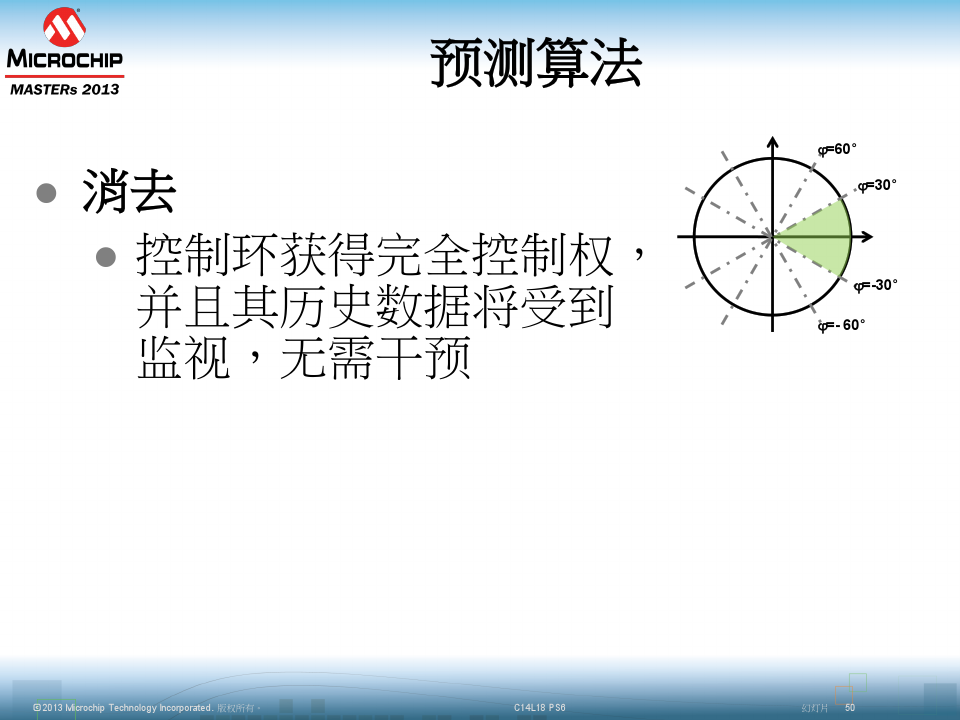 MICROCHIP
MASTERs 2013
预测算法
φ=60°
φ=30°
φ=-30°
φ=-60°
消去
控制环获得完全控制权，
并且其历史数据将受到
监视，无需干预
©2013 Microchip Technology Incorporated. 版权所有。
C14L18 PS6
幻灯片 50